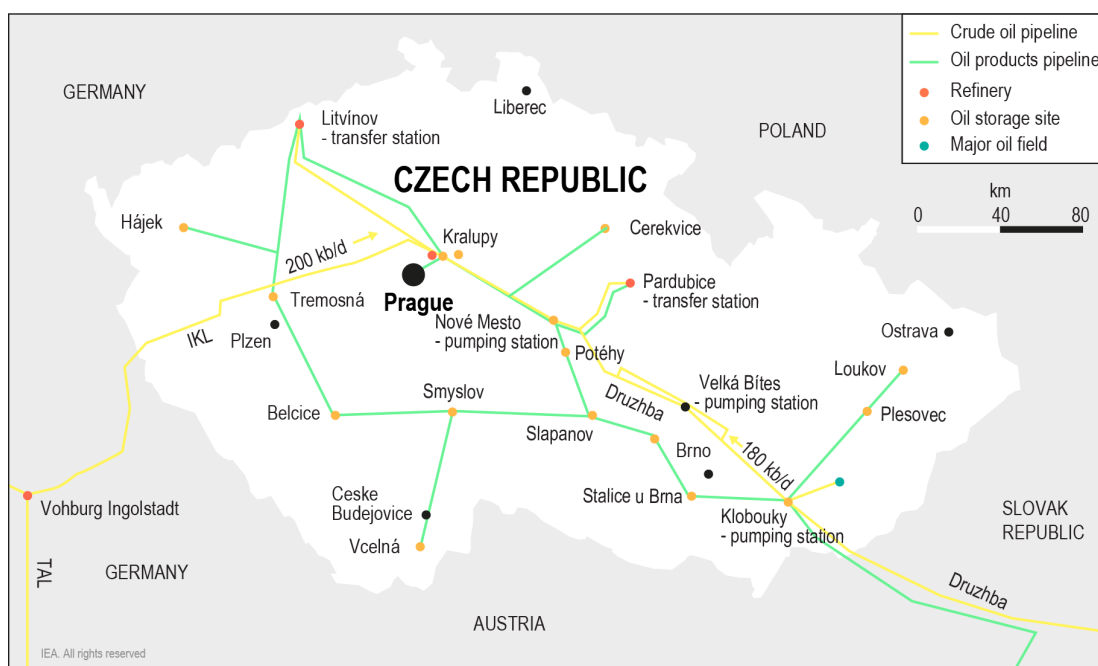 Crude oil pipeline
Oil products pipeline
Refinery
Oil storage site
Major oil field
km
0 40 80
GERMANY
Liberec
POLAND
Litvínov
- transfer station
CZECH REPUBLIC
Hájek
200 kb/d
Kralupy
Cerekvice
Prague
Pardubice
- transfer station
Tremosná
IKL
Plzen
Nové Mesto
- pumping station
Potéhy
Ostrava
Loukov
Velká Bítes
- pumping station
Druzhba
Plesovec
Belcice
Smyslov
Slapanov
180 kb/d
Brno
Stalice u Brna
Klobouky
- pumping station
SLOVAK
REPUBLIC
Vohburg Ingolstadt
Ceske
Budejovice
Vcelná
TAL
GERMANY
Druzhba
AUSTRIA
IEA. All rights reserved